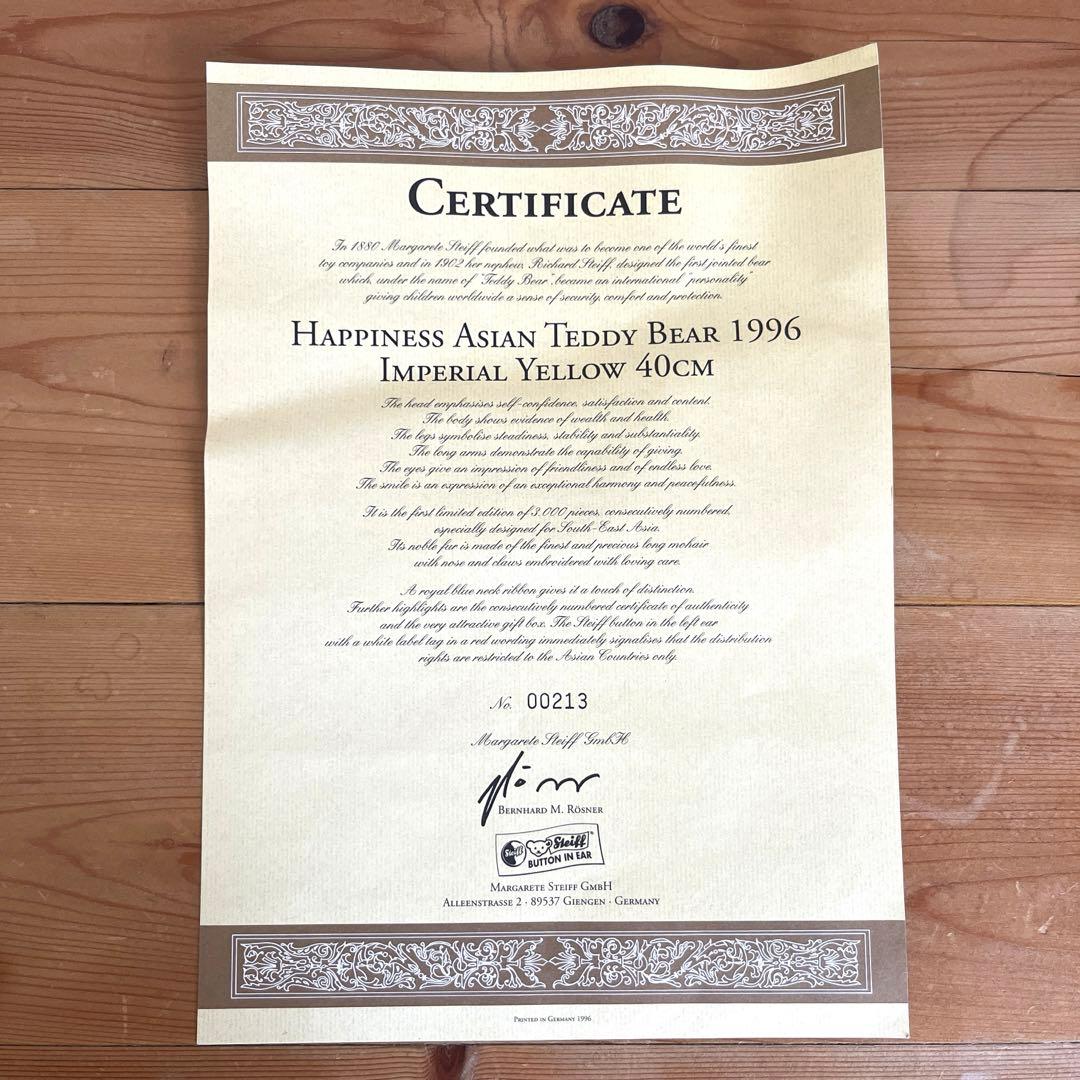 CERTIFICATE
In 1880 Margarete Steiff founded what was to become one of the world's finest
toy companies and in 1902 her nephew, Richard Steiff, designed the first jointed bear
which, under the name of "Teddy Bear", became an international "personality"
giving children worldwide a sense of security, comfort and protection.
HAPPINESS ASIAN TEDDY BEAR 1996
IMPERIAL YELLOW 40CM
The head emphasises self-confidence, satisfaction and content.
The body shows evidence of wealth and health.
The legs symbolise steadiness, stability and substantiality.
The long arms demonstrate the capability of giving.
The eyes give an impression of friendliness and of endless love.
The smile is an expression of an exceptional harmony and peacefulness.
It is the first limited edition of 3.000 pieces, consecutively numbered,
especially designed for South-East Asia.
Its noble fur is made of the finest and precious long mohair
with nose and claws embroidered with loving care.
A royal blue neck ribbon gives it a touch of distinction.
Further highlights are the consecutively numbered certificate of authenticity
and the very attractive gift box. The Steiff button in the left ear
with a white label tag in a red wording immediately signalises that the distribution
rights are restricted to the Asian Countries only.
No. 00213
Margarete Steiff GmbH
BERNHARD M. RÖSNER
Steiff Steiff®
BUTTON IN EAR
MARGARETE STEIFF GMBH
ALLEENSTRASSE 2 · 89537 GIENGEN · GERMANY
PRINTED IN GERMANY 1996